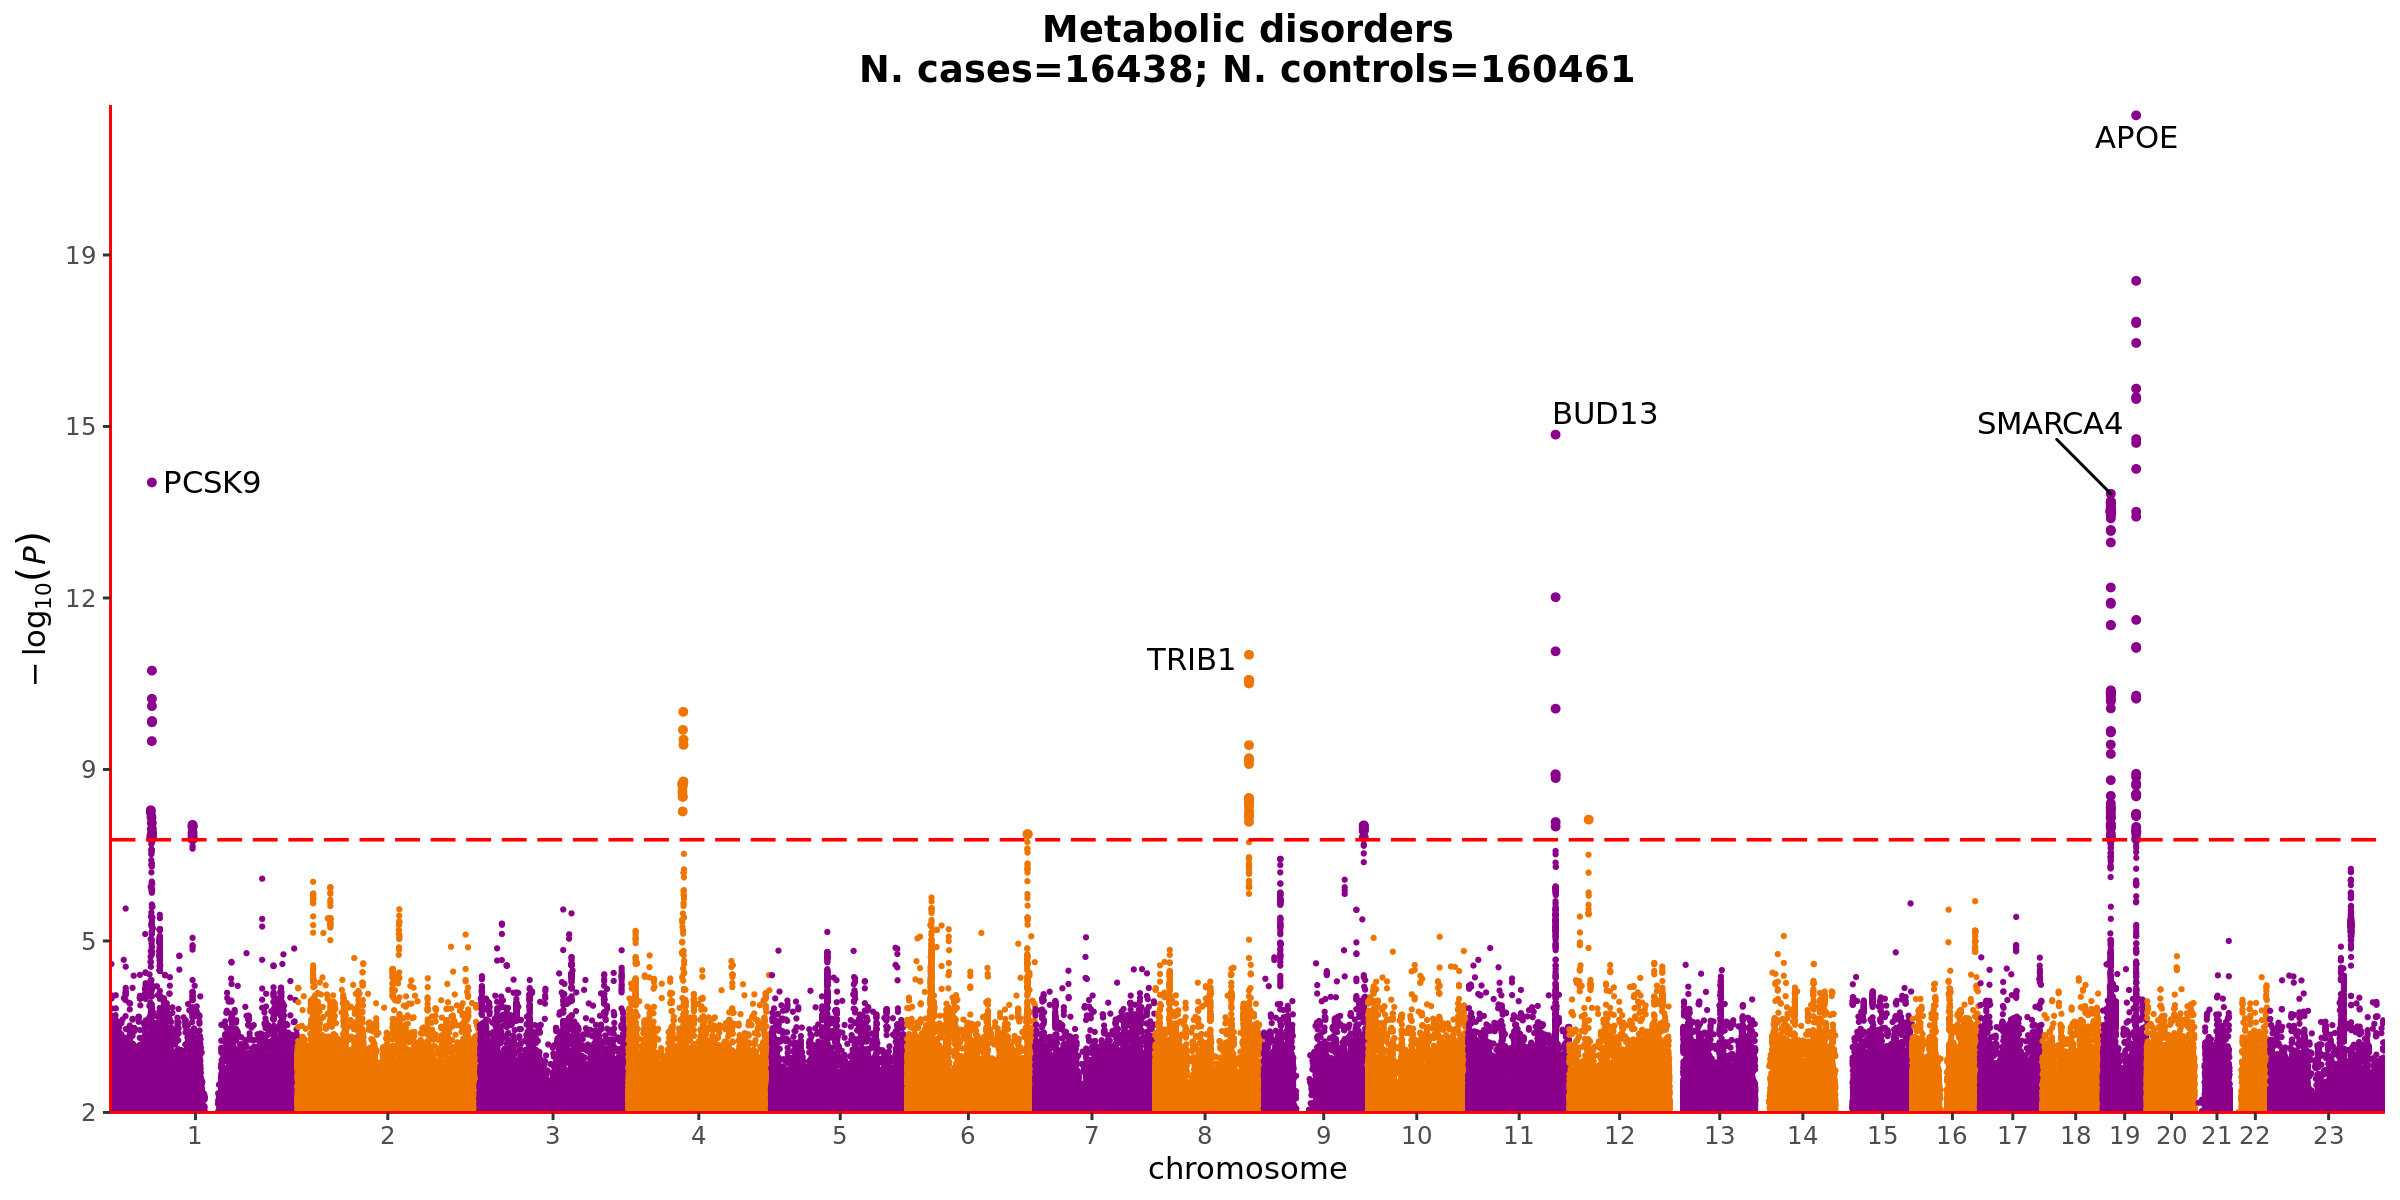 Metabolic disorders
N. cases=16438; N. controls=160461
APOE
19
BUD13
15
SMARCA4
PCSK9
−log₁₀(P)
12
TRIB1
9
5
2
1 2 3 4 5 6 7 8 9 10 11 12 13 14 15 16 17 18 19 20 21 22 23
chromosome